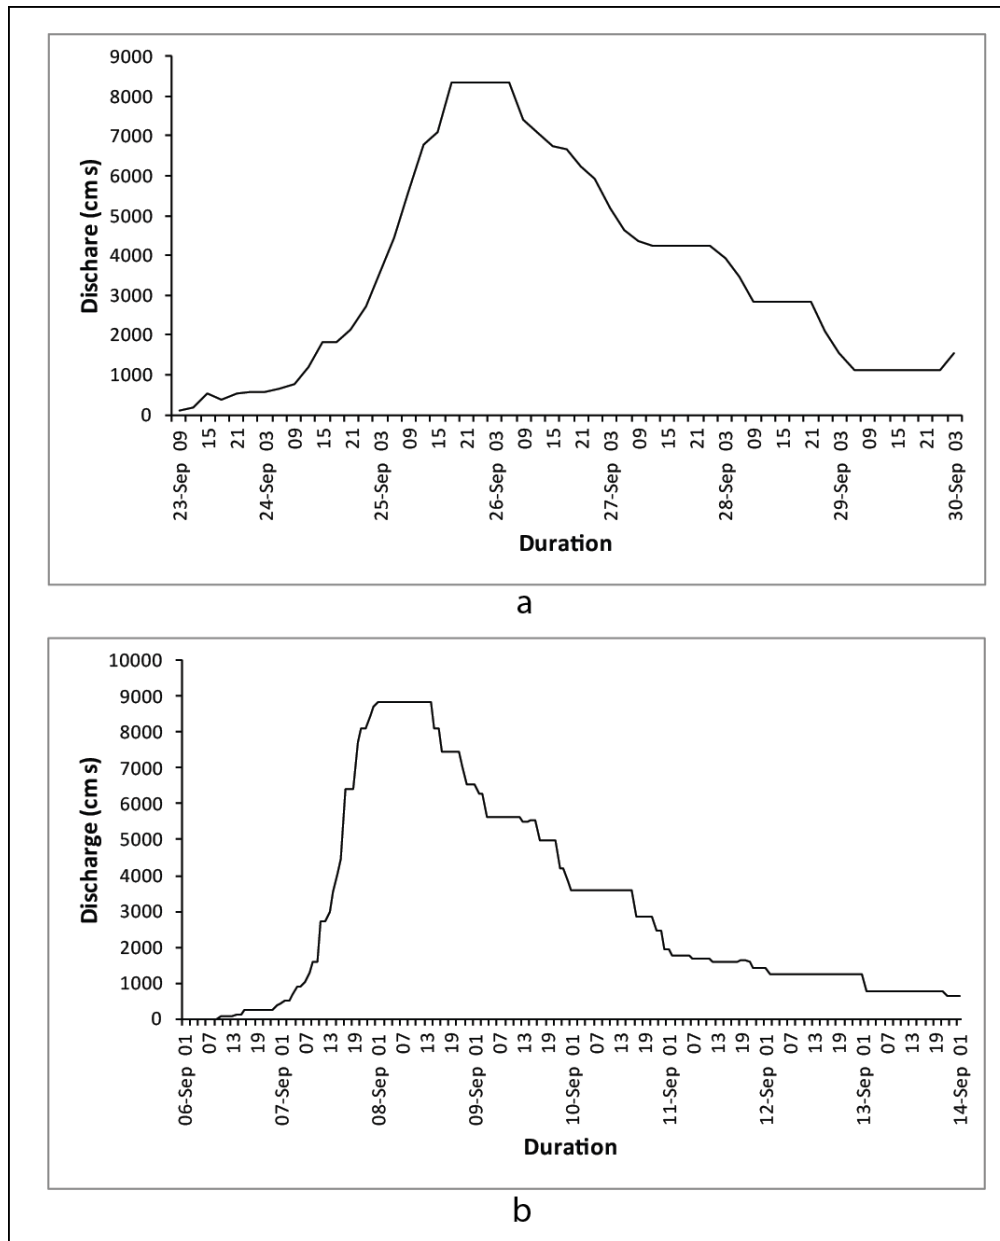 9000
8000
7000
6000
5000
4000
3000
2000
1000
0
Dischare (cm s)
23-Sep 09
15
21
24-Sep 03
09
15
21
25-Sep 03
09
15
21
26-Sep 03
09
15
21
27-Sep 03
09
15
21
28-Sep 03
09
15
21
29-Sep 03
09
15
21
30-Sep 03
Duration
a
10000
9000
8000
7000
6000
5000
4000
3000
2000
1000
0
Discharge (cm s)
06-Sep 01
07
13
19
07-Sep 01
07
13
19
08-Sep 01
07
13
19
09-Sep 01
07
13
19
10-Sep 01
07
13
19
11-Sep 01
07
13
19
12-Sep 01
07
13
19
13-Sep 01
07
13
19
14-Sep 01
Duration
b